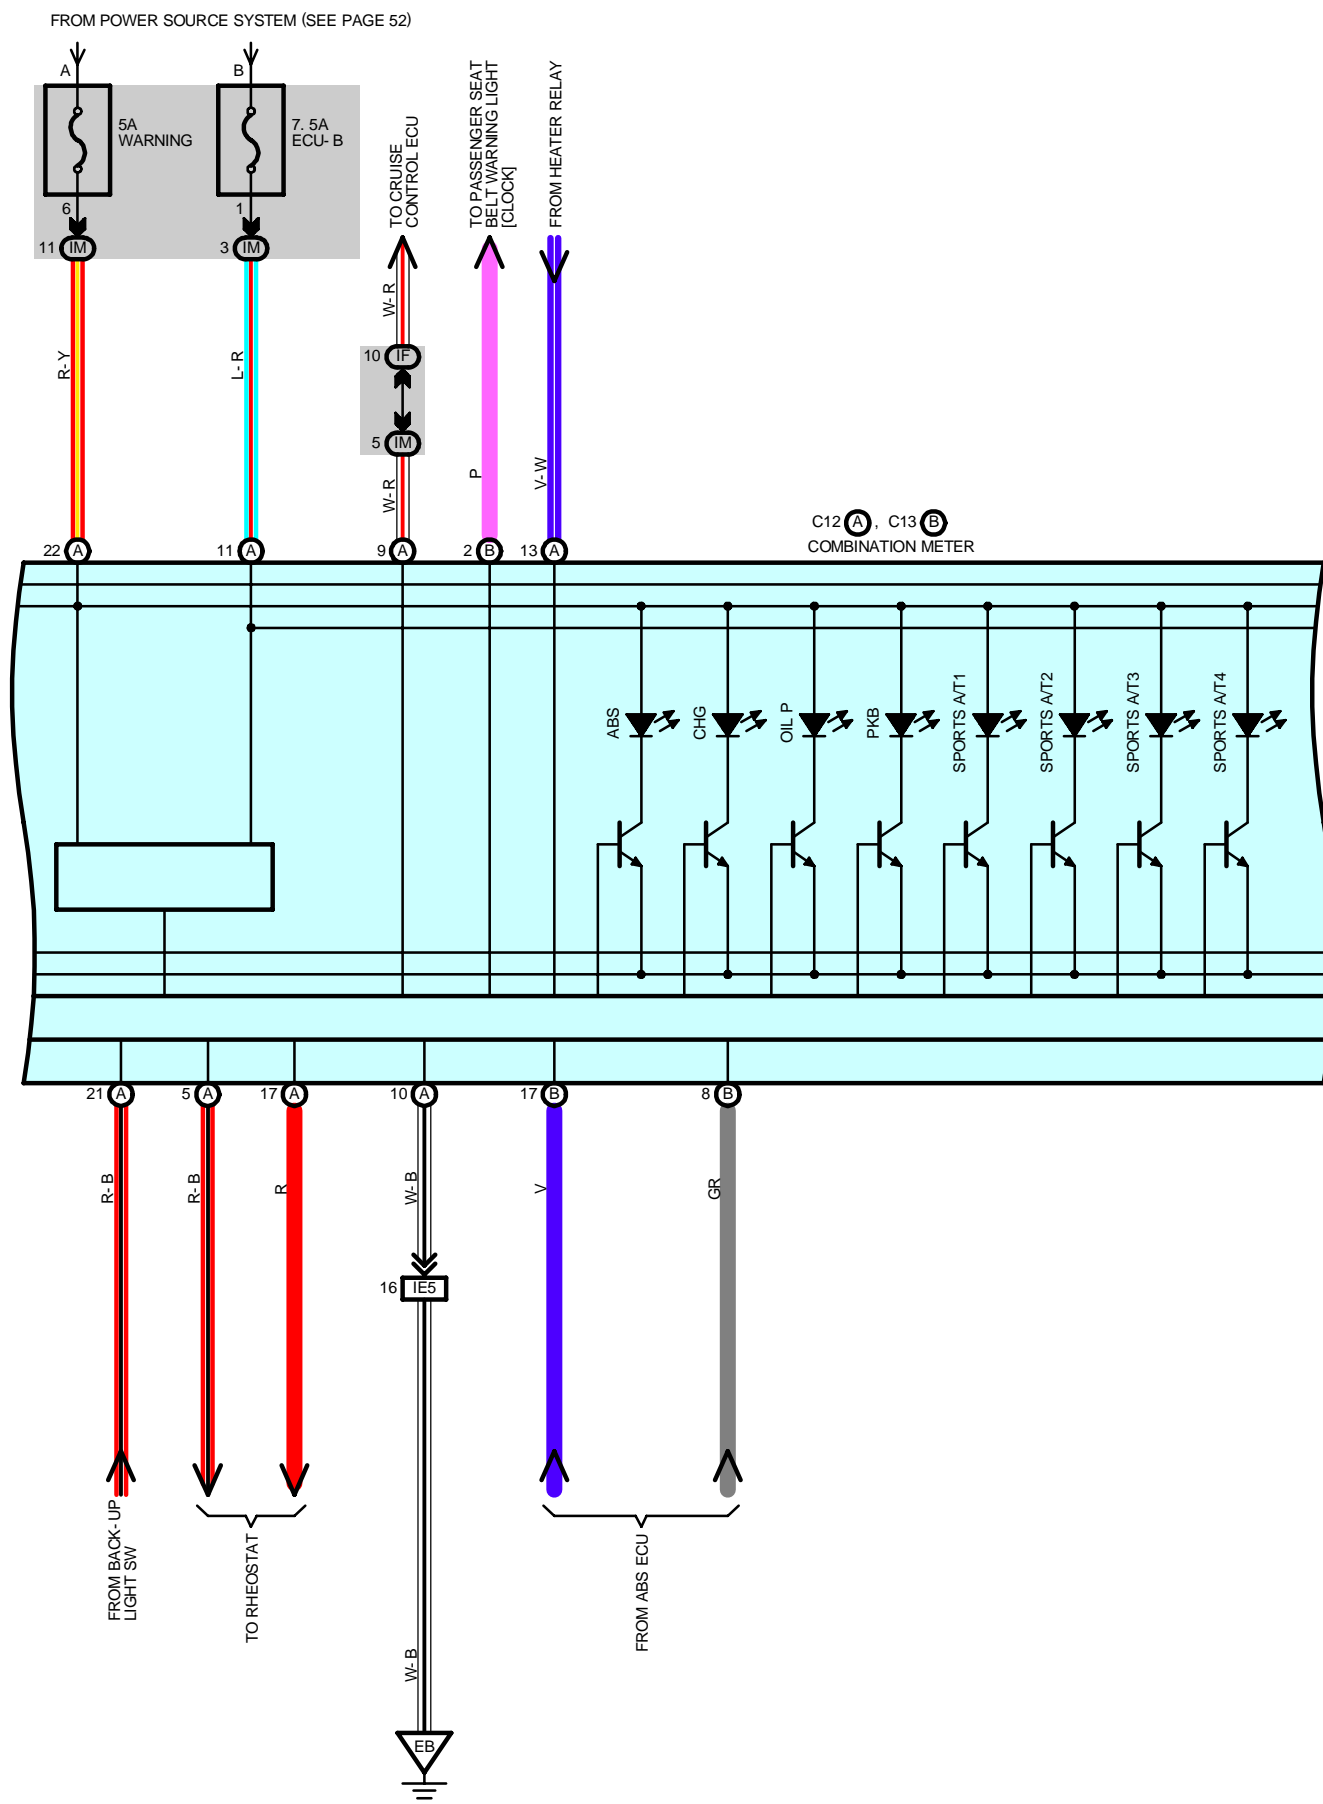 FROM POWER SOURCE SYSTEM (SEE PAGE 52)
A
B
5A
WARNING
7. 5A
ECU- B
6
1
11 IM
3 IM
TO CRUISE
CONTROL ECU
TO PASSENGER SEAT
BELT WARNING LIGHT
[CLOCK]
FROM HEATER RELAY
W- R
10 IF
5 IM
R- Y
L- R
W- R
P
V- W
C12 A , C13 B
COMBINATION METER
22 A
11 A
9 A
2 B
13 A
ABS
CHG
OIL P
PKB
SPORTS A/T1
SPORTS A/T2
SPORTS A/T3
SPORTS A/T4
21 A
5 A
17 A
10 A
17 B
8 B
R- B
R- B
R
W- B
V
GR
16 IE5
FROM BACK- UP
LIGHT SW
TO RHEOSTAT
FROM ABS ECU
W- B
EB